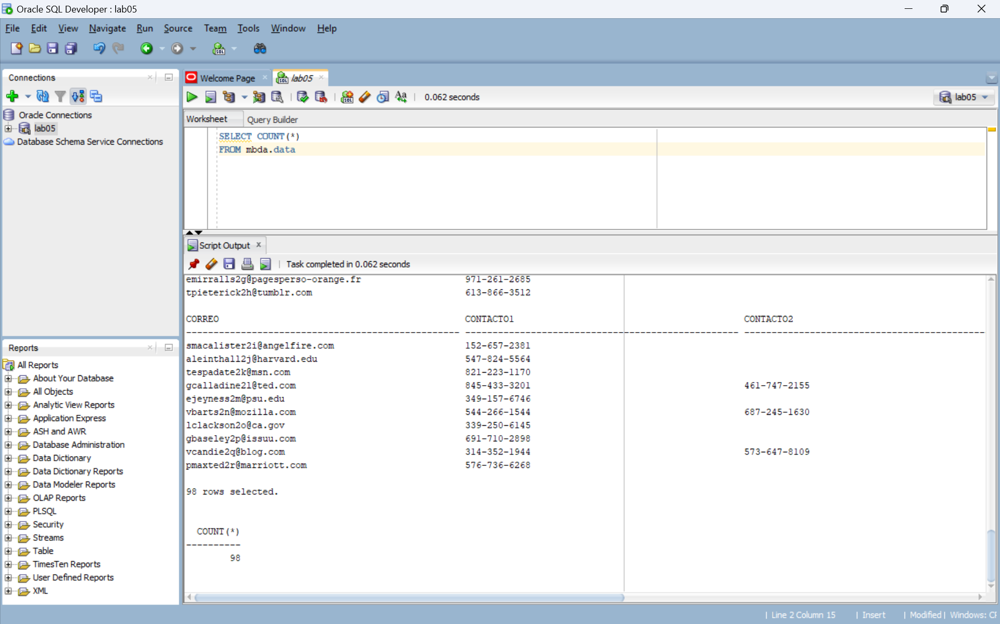 Oracle SQL Developer : lab05
File Edit View Navigate Run Source Team Tools Window Help
Connections
Oracle Connections
lab05
Database Schema Service Connections
Reports
All Reports
About Your Database
All Objects
Analytic View Reports
Application Express
ASH and AWR
Database Administration
Data Dictionary
Data Dictionary Reports
Data Modeler Reports
OLAP Reports
PLSQL
Security
Streams
Table
TimesTen Reports
User Defined Reports
XML
Welcome Page lab05
0.062 seconds lab05
Worksheet Query Builder
SELECT COUNT(*)
FROM mbda.data
Script Output
Task completed in 0.062 seconds
emirralls2g@pagesperso-orange.fr 971-261-2685
tpieterick2h@tumblr.com 613-866-3512
CORREO CONTACTO1 CONTACTO2
smacalister2i@angelfire.com 152-657-2381
aleinthall2j@harvard.edu 547-824-5564
tespadate2k@msn.com 821-223-1170
gcalladine2l@ted.com 845-433-3201 461-747-2155
ejeyness2m@psu.edu 349-157-6746
vbarts2n@mozilla.com 544-266-1544 687-245-1630
lclackson2o@ca.gov 339-250-6145
gbaseley2p@issuu.com 691-710-2898
vcandie2q@blog.com 314-352-1944 573-647-8109
pmaxted2r@marriott.com 576-736-6268
98 rows selected.
COUNT(*)
----------
98
| Line 2 Column 15 | Insert | Modified | Windows: CF